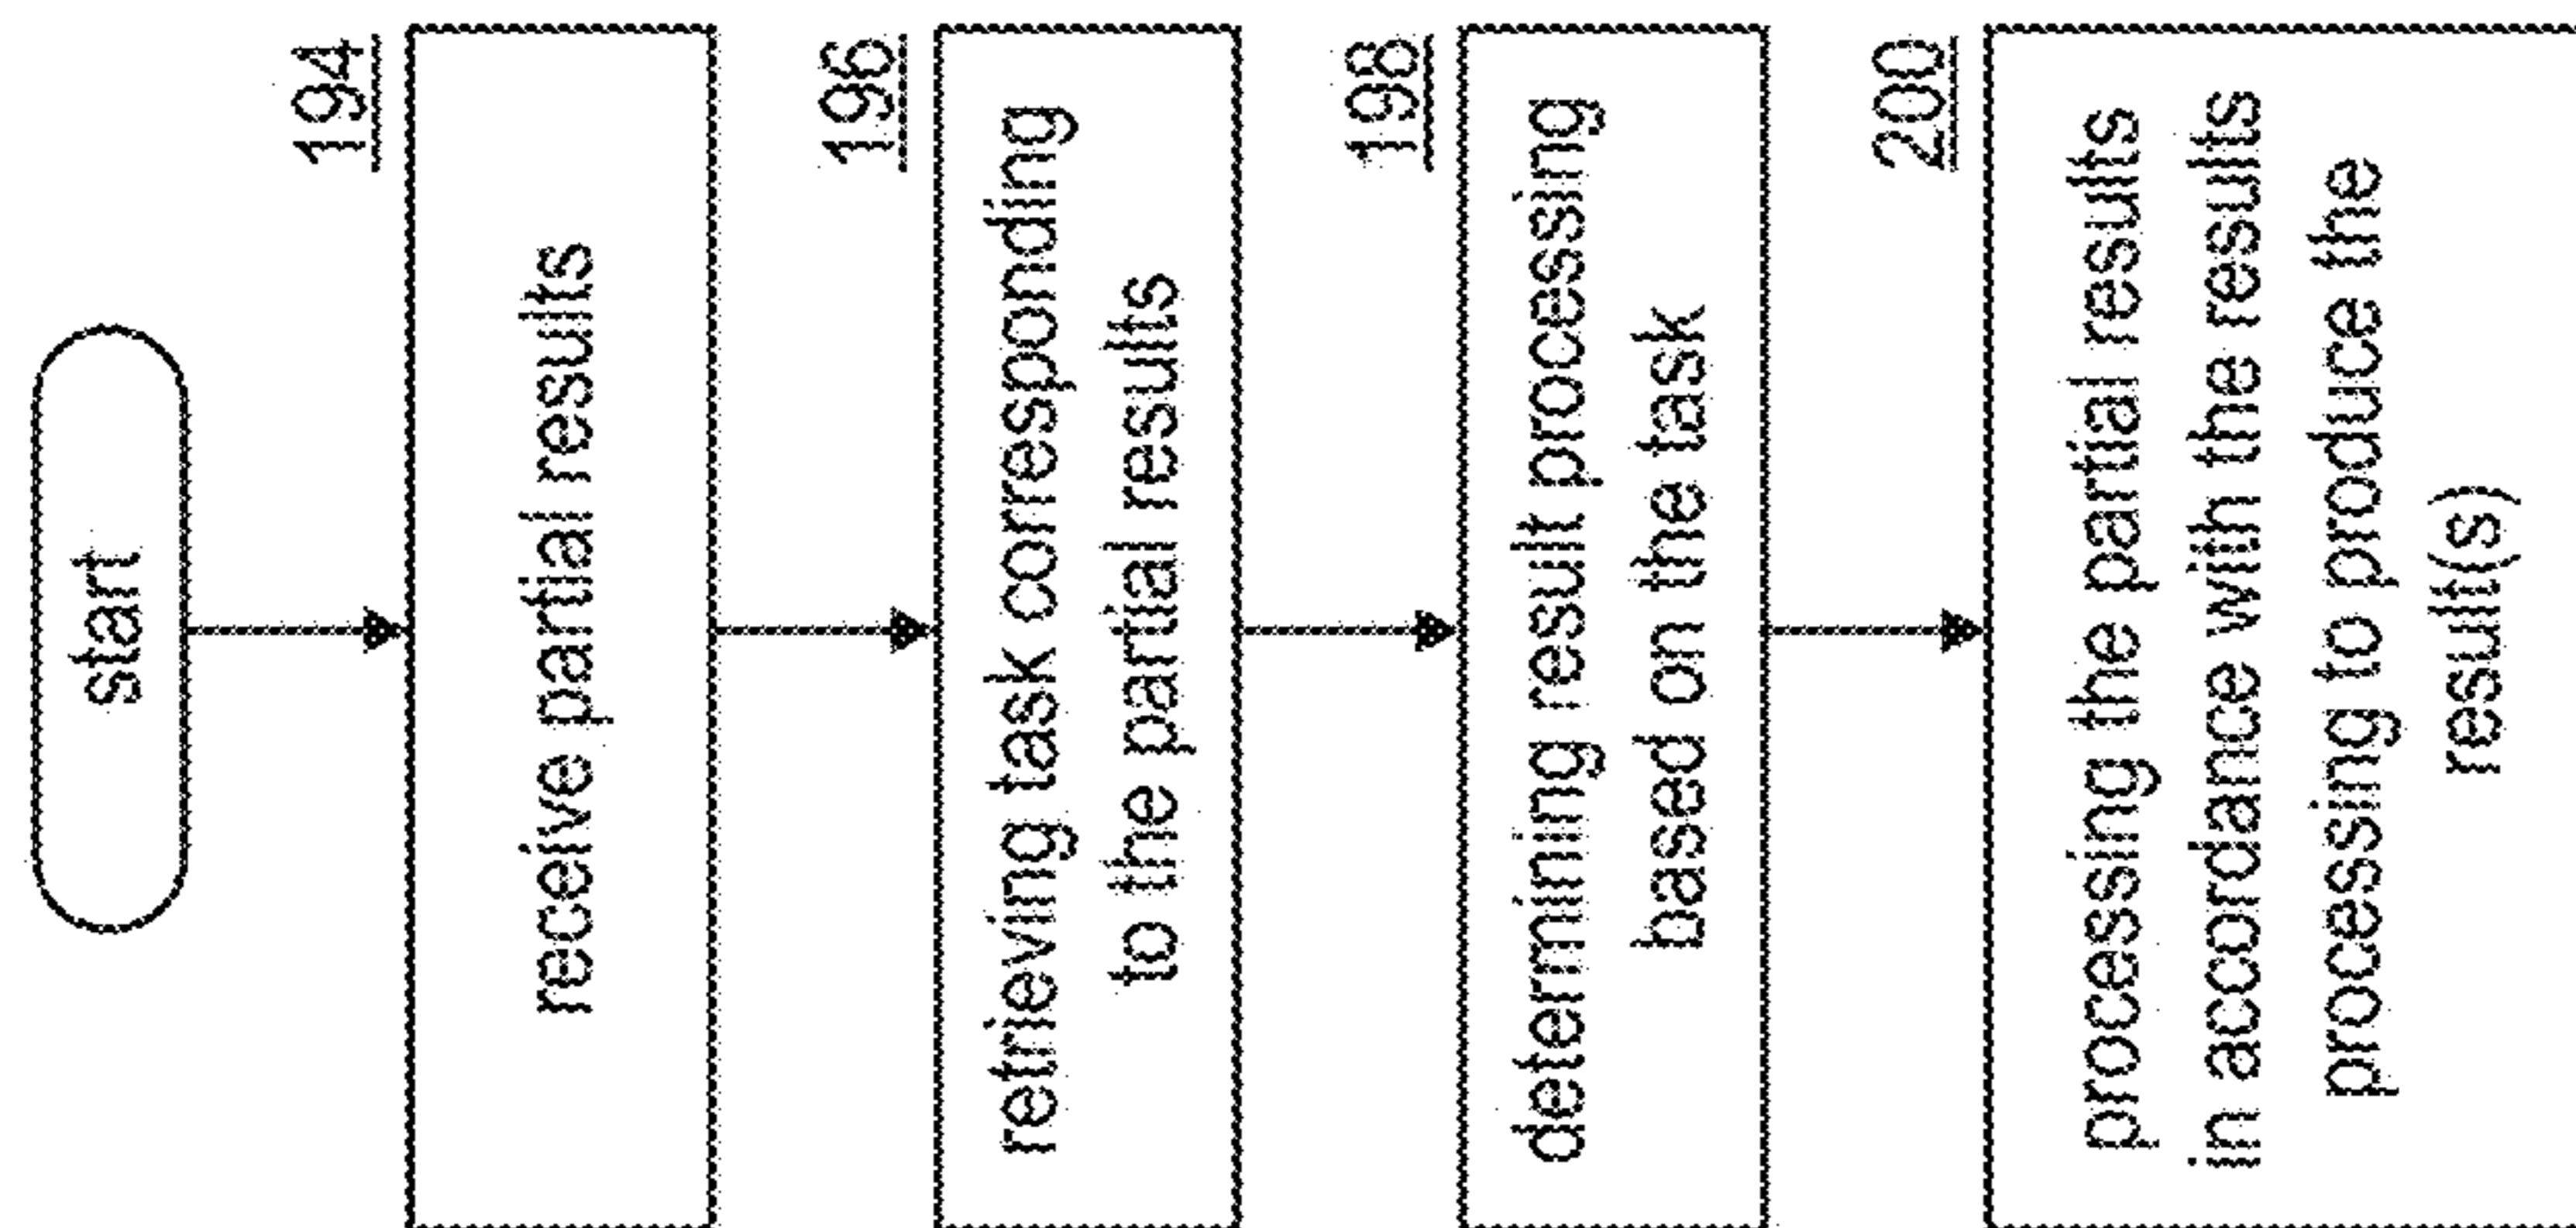 start
194
receive partial results
196
retrieving task corresponding
to the partial results
198
determining result processing
based on the task
200
processing the partial results
in accordance with the results
processing to produce the
result(s)